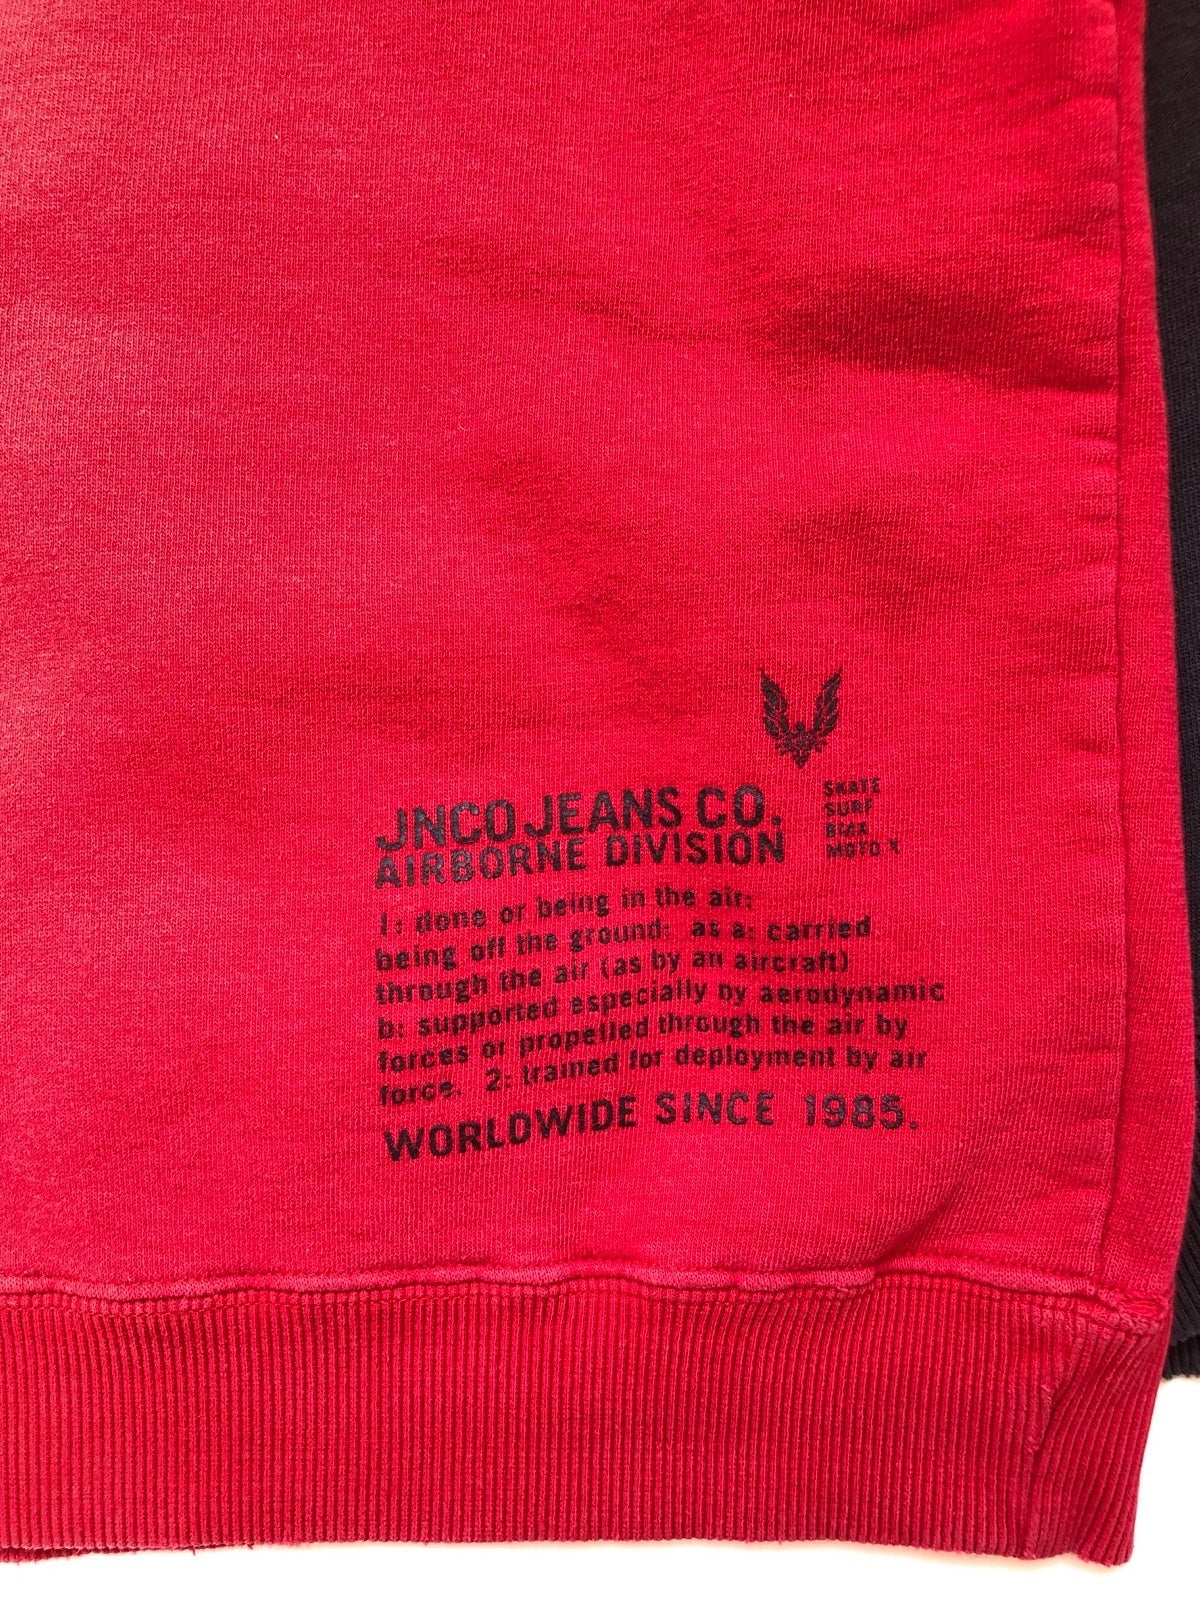 JNCO JEANS CO.
AIRBORNE DIVISION
SKATE
SURF
BMX
MOTO X
1: done or being in the air:
being off the ground: as a: carried
through the air (as by an aircraft)
b: supported especially by aerodynamic
forces or propelled through the air by
force. 2: trained for deployment by air
WORLDWIDE SINCE 1985.